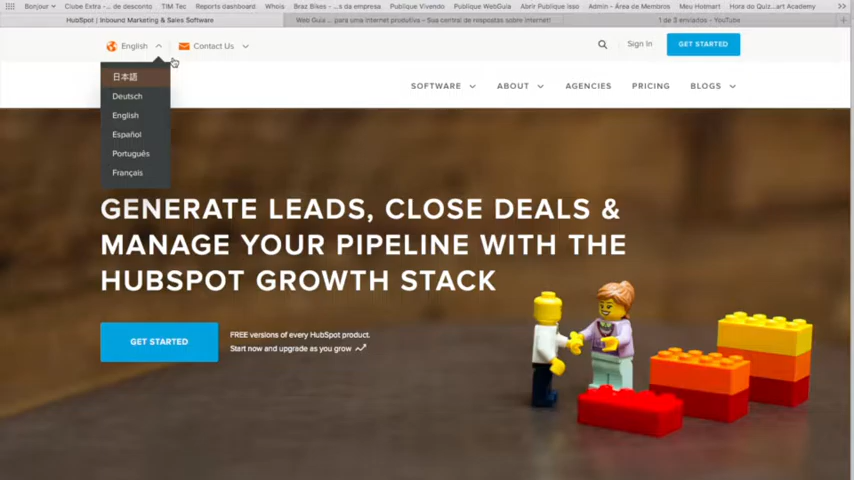 Bonjour
Clube Extra - ... de desconto
TIM Tec
Reports dashboard
Whois
Braz Bikes - ...s da empresa
Publique Vivendo
Publique WebGuia
Abrir Publique Isso
Admin - Área de Membros
Meu Hotmart
Hora do Quiz...art Academy
HubSpot | Inbound Marketing & Sales Software
Web Guia ... para uma internet produtiva - Sua central de respostas sobre internet!
1 de 3 enviados - YouTube
English
Contact Us
Sign In
GET STARTED
日本語
Deutsch
English
Español
Português
Français
SOFTWARE
ABOUT
AGENCIES
PRICING
BLOGS
GENERATE LEADS, CLOSE DEALS &
MANAGE YOUR PIPELINE WITH THE
HUBSPOT GROWTH STACK
GET STARTED
FREE versions of every HubSpot product.
Start now and upgrade as you grow